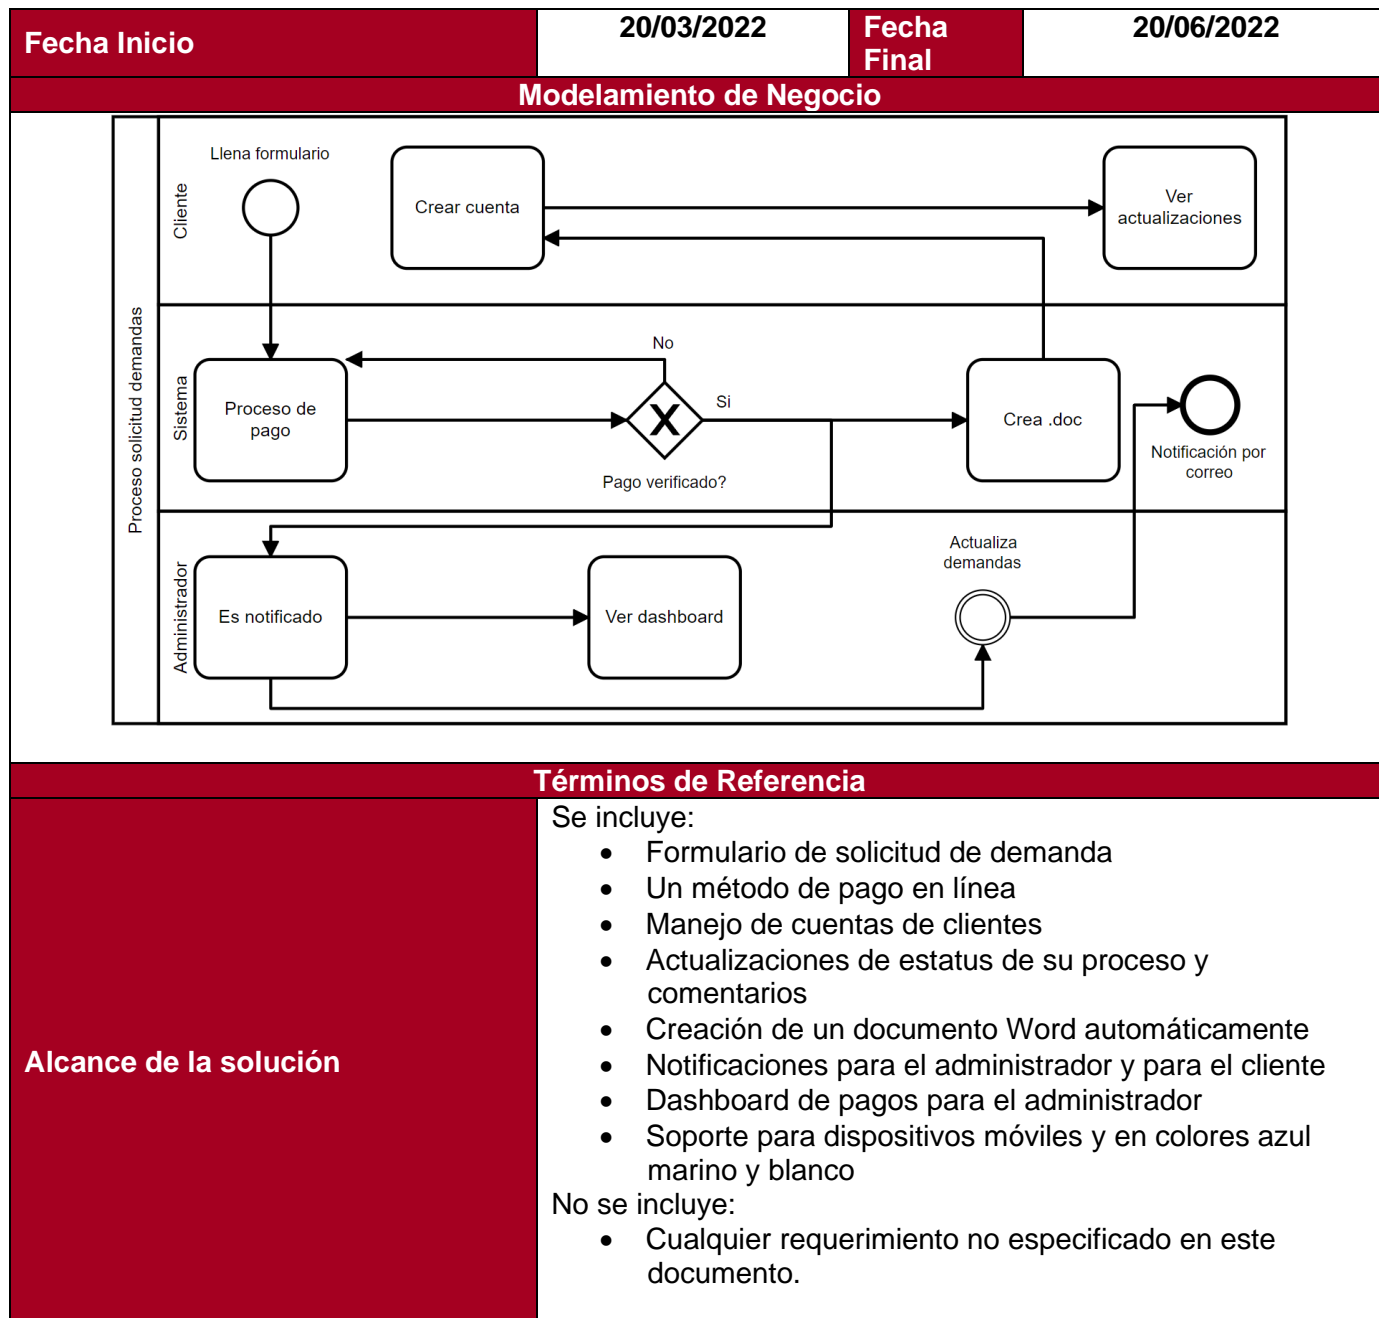 Fecha Inicio
20/03/2022
Fecha
Final
20/06/2022
Modelamiento de Negocio
Proceso solicitud demandas
Cliente
Llena formulario
Crear cuenta
Ver
actualizaciones
Sistema
Proceso de
pago
No
Si
Pago verificado?
Crea .doc
Notificación por
correo
Administrador
Es notificado
Ver dashboard
Actualiza
demandas
Términos de Referencia
Alcance de la solución
Se incluye:
• Formulario de solicitud de demanda
• Un método de pago en línea
• Manejo de cuentas de clientes
• Actualizaciones de estatus de su proceso y
comentarios
• Creación de un documento Word automáticamente
• Notificaciones para el administrador y para el cliente
• Dashboard de pagos para el administrador
• Soporte para dispositivos móviles y en colores azul
marino y blanco
No se incluye:
• Cualquier requerimiento no especificado en este
documento.